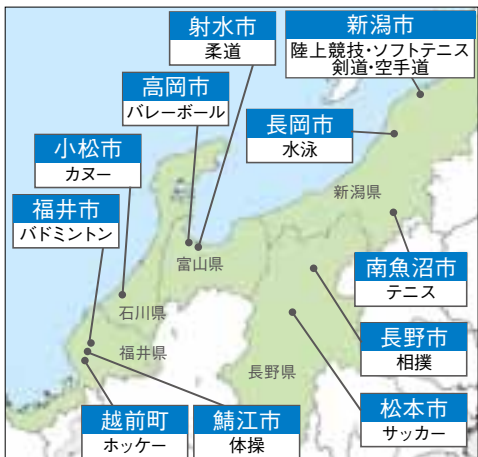 射水市
柔道
新潟市
陸上競技・ソフトテニス
剣道・空手道
高岡市
バレーボール
長岡市
水泳
小松市
カヌー
福井市
バドミントン
新潟県
富山県
南魚沼市
テニス
石川県
福井県
長野県
長野市
相撲
松本市
サッカー
越前町
ホッケー
鯖江市
体操